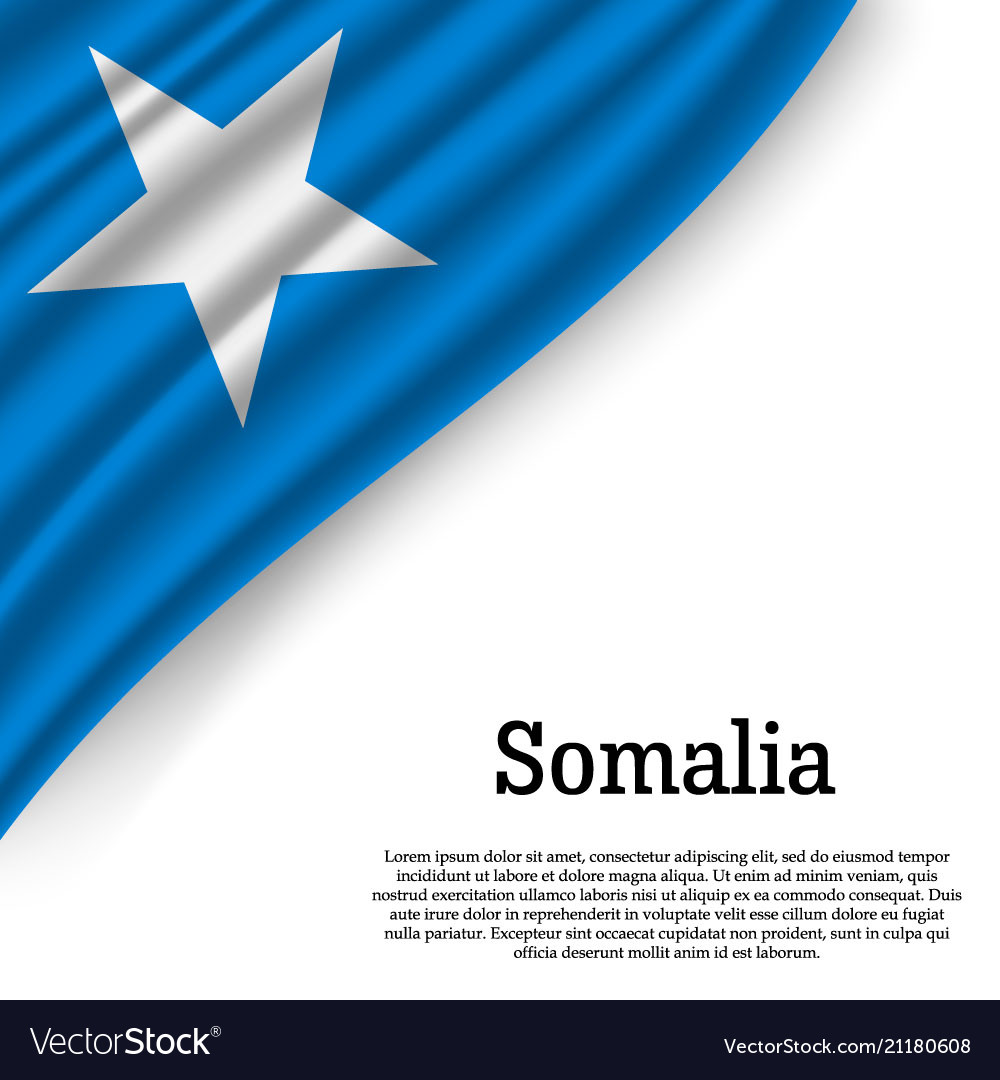 Somalia
Lorem ipsum dolor sit amet, consectetur adipiscing elit, sed do eiusmod tempor
incididunt ut labore et dolore magna aliqua. Ut enim ad minim veniam, quis
nostrud exercitation ullamco laboris nisi ut aliquip ex ea commodo consequat. Duis
aute irure dolor in reprehenderit in voluptate velit esse cillum dolore eu fugiat
nulla pariatur. Excepteur sint occaecat cupidatat non proident, sunt in culpa qui
officia deserunt mollit anim id est laborum.
VectorStock®
VectorStock.com/21180608